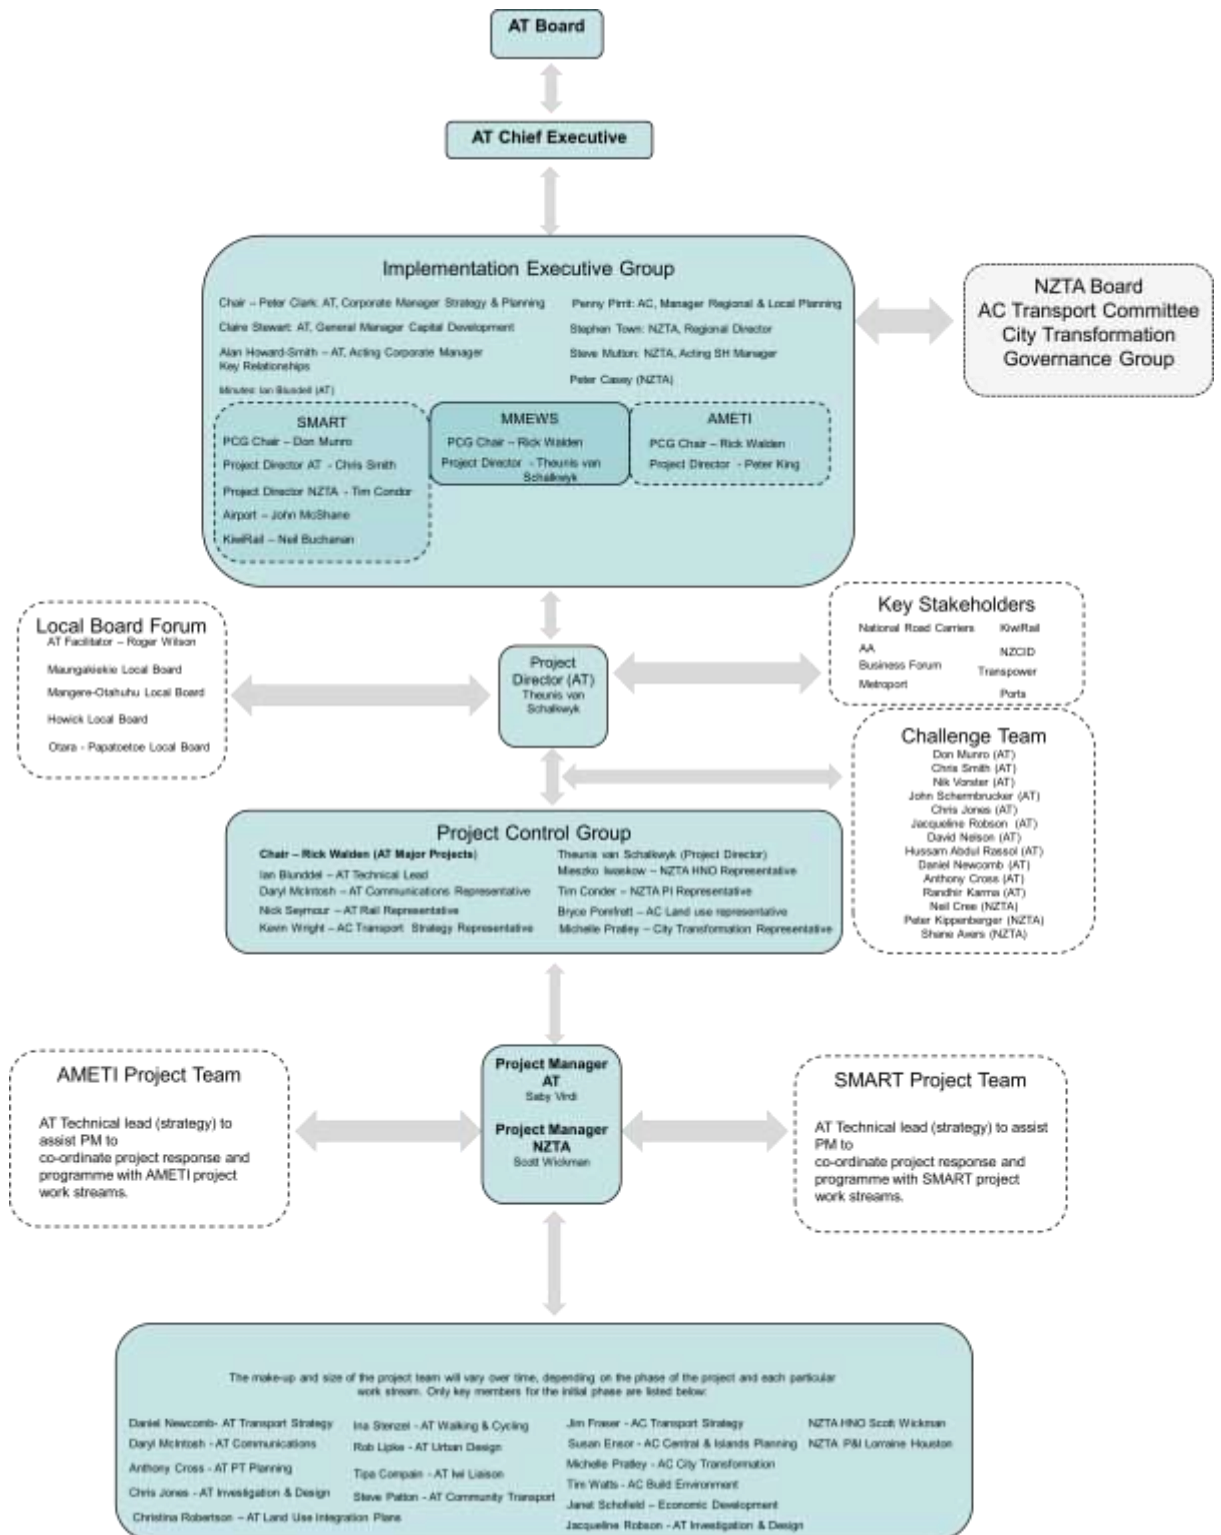 AT Board
AT Chief Executive
Implementation Executive Group
Chair – Peter Clark: AT, Corporate Manager Strategy & Planning
Claire Stewart: AT, General Manager Capital Development
Alan Howard-Smith – AT, Acting Corporate Manager
Key Relationships
Minutes: Ian Blundell (AT)
Penny Pirrit: AC, Manager Regional & Local Planning
Stephen Town: NZTA, Regional Director
Steve Mutton: NZTA, Acting SH Manager
Peter Casey (NZTA)
NZTA Board
AC Transport Committee
City Transformation
Governance Group
SMART
PCG Chair – Don Munro
Project Director AT - Chris Smith
Project Director NZTA - Tim Condor
Airport – John McShane
KiwiRail – Neil Buchanan
MMEWS
PCG Chair – Rick Walden
Project Director - Theunis van
Schalkwyk
AMETI
PCG Chair – Rick Walden
Project Director - Peter King
Local Board Forum
AT Facilitator – Roger Wilson
Maungakiekie Local Board
Mangere-Otahuhu Local Board
Howick Local Board
Otara - Papatoetoe Local Board
Project
Director (AT)
Theunis van
Schalkwyk
Key Stakeholders
National Road Carriers
AA
Business Forum
Metroport
KiwiRail
NZCID
Transpower
Ports
Challenge Team
Don Munro (AT)
Chris Smith (AT)
Nik Vorster (AT)
John Schermbrucker (AT)
Chris Jones (AT)
Jacqueline Robson (AT)
David Nelson (AT)
Hussam Abdul Rassol (AT)
Daniel Newcomb (AT)
Anthony Cross (AT)
Randhir Karma (AT)
Neil Cree (NZTA)
Peter Kippenberger (NZTA)
Shane Avers (NZTA)
Project Control Group
Chair – Rick Walden (AT Major Projects)
Ian Blunddel – AT Technical Lead
Daryl McIntosh – AT Communications Representative
Nick Seymour – AT Rail Representative
Kevin Wright – AC Transport Strategy Representative
Theunis van Schalkwyk (Project Director)
Mieszko Iwaskow – NZTA HNO Representative
Tim Conder – NZTA PI Representative
Bryce Pomfrett – AC Land use representative
Michelle Pratley – City Transformation Representative
AMETI Project Team
AT Technical lead (strategy) to
assist PM to
co-ordinate project response and
programme with AMETI project
work streams.
Project Manager
AT
Saby Virdi
Project Manager
NZTA
Scott Wickman
SMART Project Team
AT Technical lead (strategy) to assist
PM to
co-ordinate project response and
programme with SMART project
work streams.
The make-up and size of the project team will vary over time, depending on the phase of the project and each particular
work stream. Only key members for the initial phase are listed below:
Daniel Newcomb- AT Transport Strategy
Daryl McIntosh - AT Communications
Anthony Cross - AT PT Planning
Chris Jones - AT Investigation & Design
Christina Robertson – AT Land Use Integration Plans
Ina Stenzel - AT Walking & Cycling
Rob Lipke - AT Urban Design
Tipa Compain - AT Iwi Liaison
Steve Patton - AT Community Transport
Jim Fraser - AC Transport Strategy
Susan Ensor - AC Central & Islands Planning
Michelle Pratley - AC City Transformation
Tim Watts - AC Build Environment
Janet Schofield – Economic Development
Jacqueline Robson - AT Investigation & Design
NZTA HNO Scott Wickman
NZTA P&I Lorraine Houston